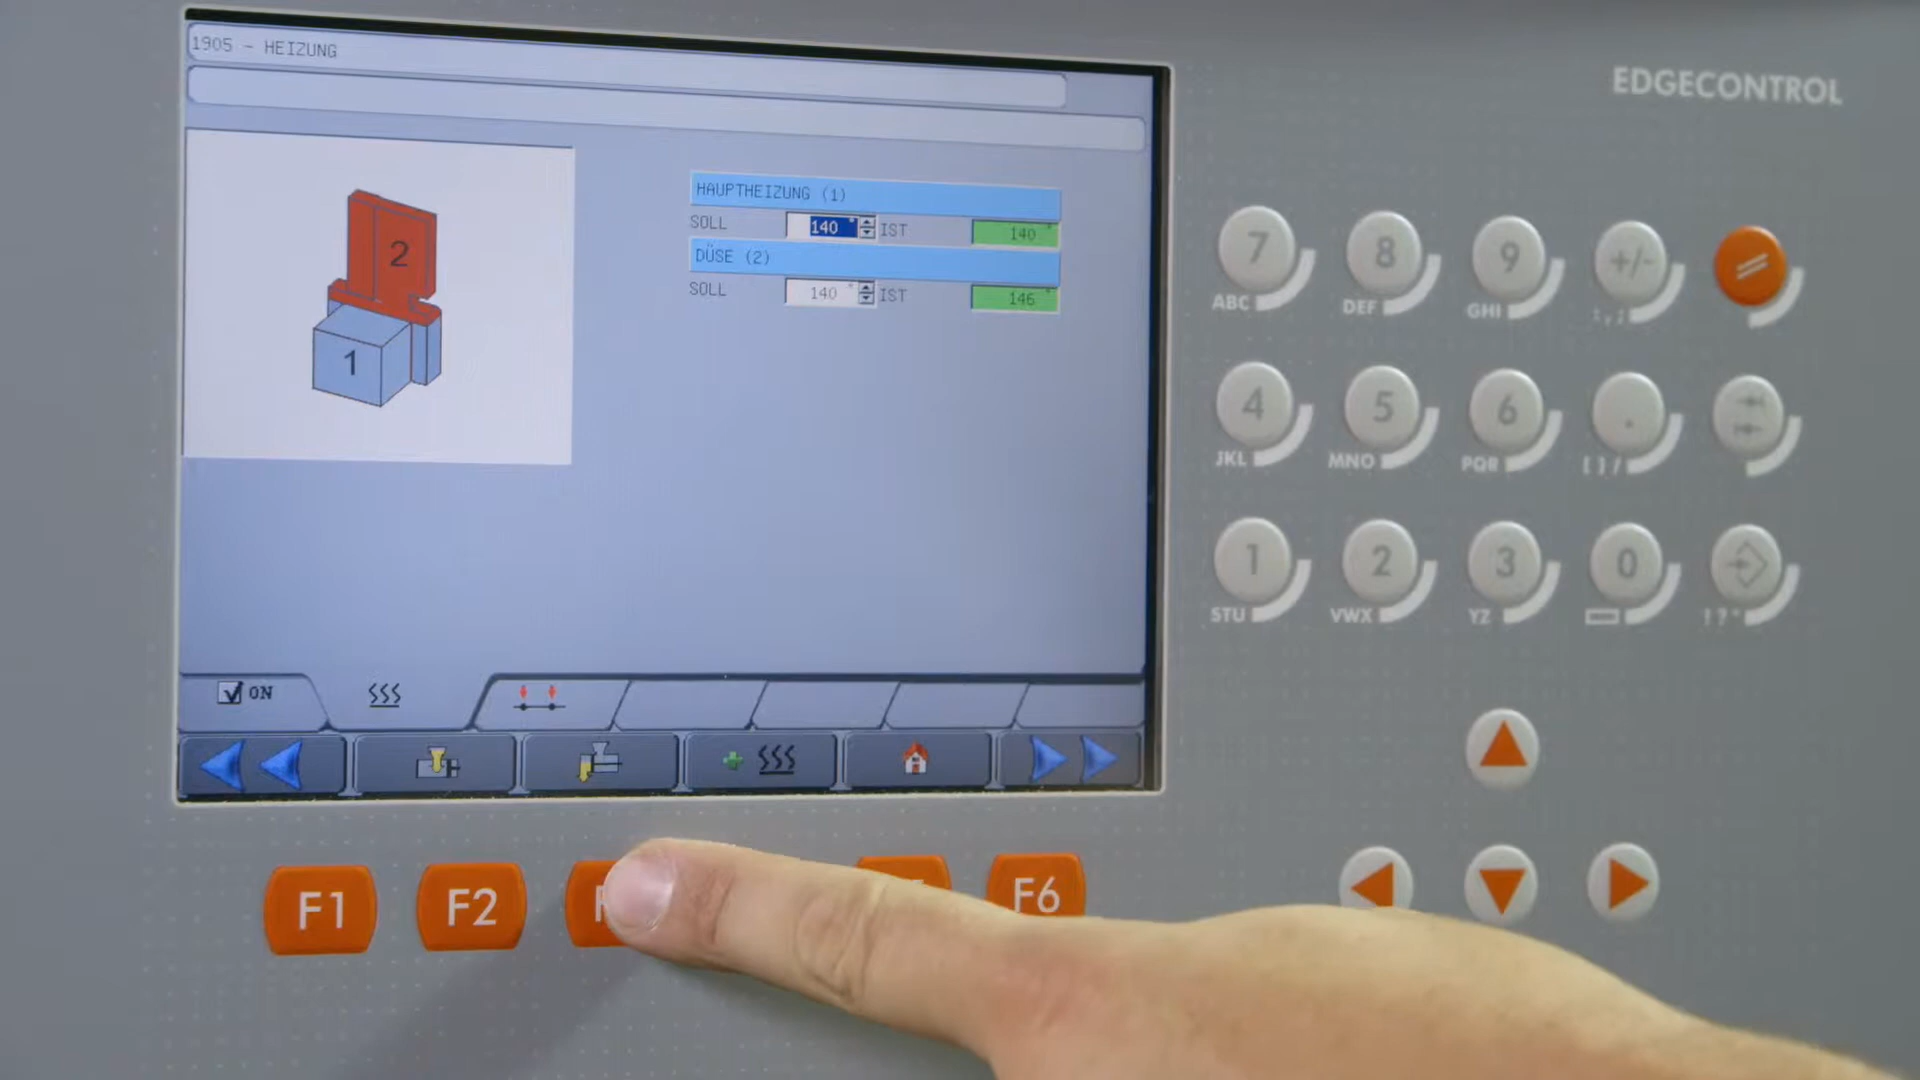 1905 - HEIZUNG
EDGECONTROL
HAUPTHEIZUNG (1)
SOLL 140° IST 140°
DÜSE (2)
SOLL 140° IST 146°
2
1
ON
7 8 9 +/-
ABC DEF GHI
4 5 6 .
JKL MNO PQR [ ] /
1 2 3 0
STU VWX YZ ! ? "
F1 F2 F6